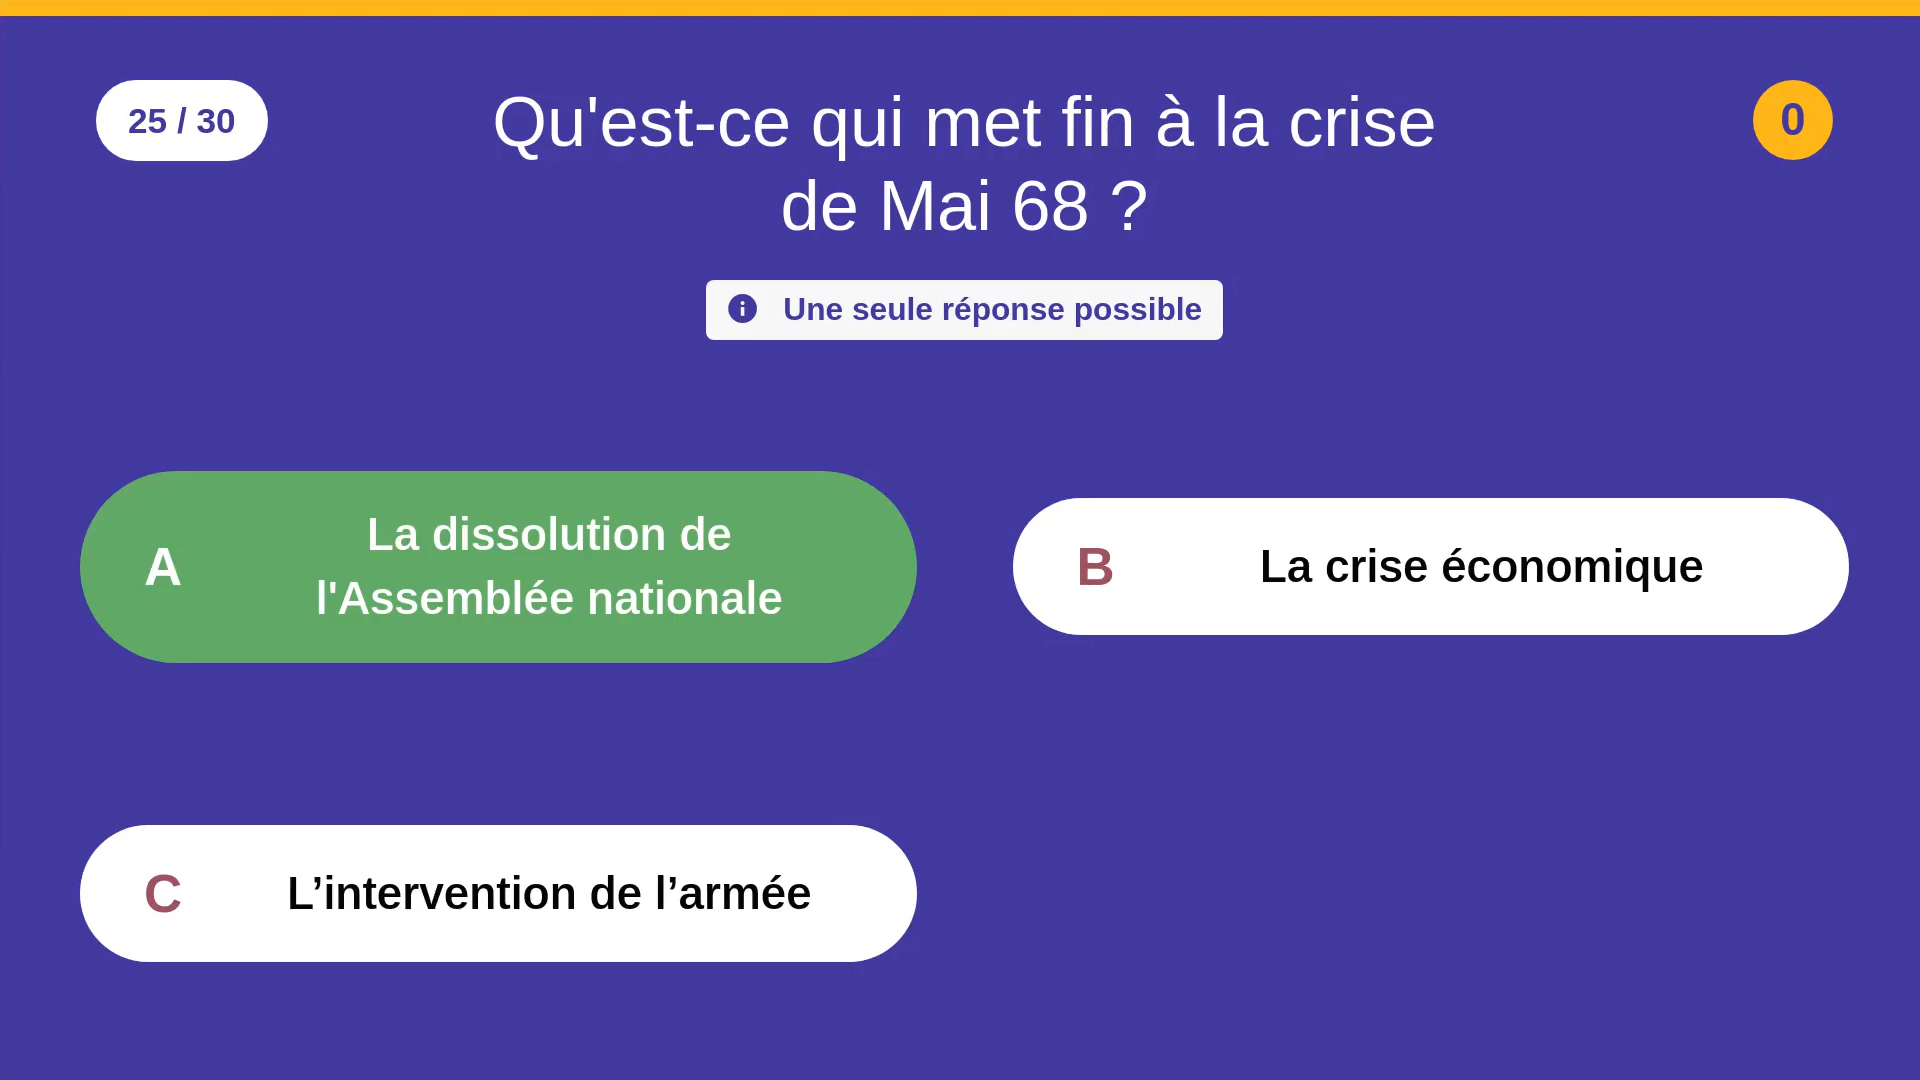 25 / 30
Qu'est-ce qui met fin à la crise
de Mai 68 ?
0
Une seule réponse possible
A
La dissolution de
l'Assemblée nationale
B
La crise économique
C
L’intervention de l’armée